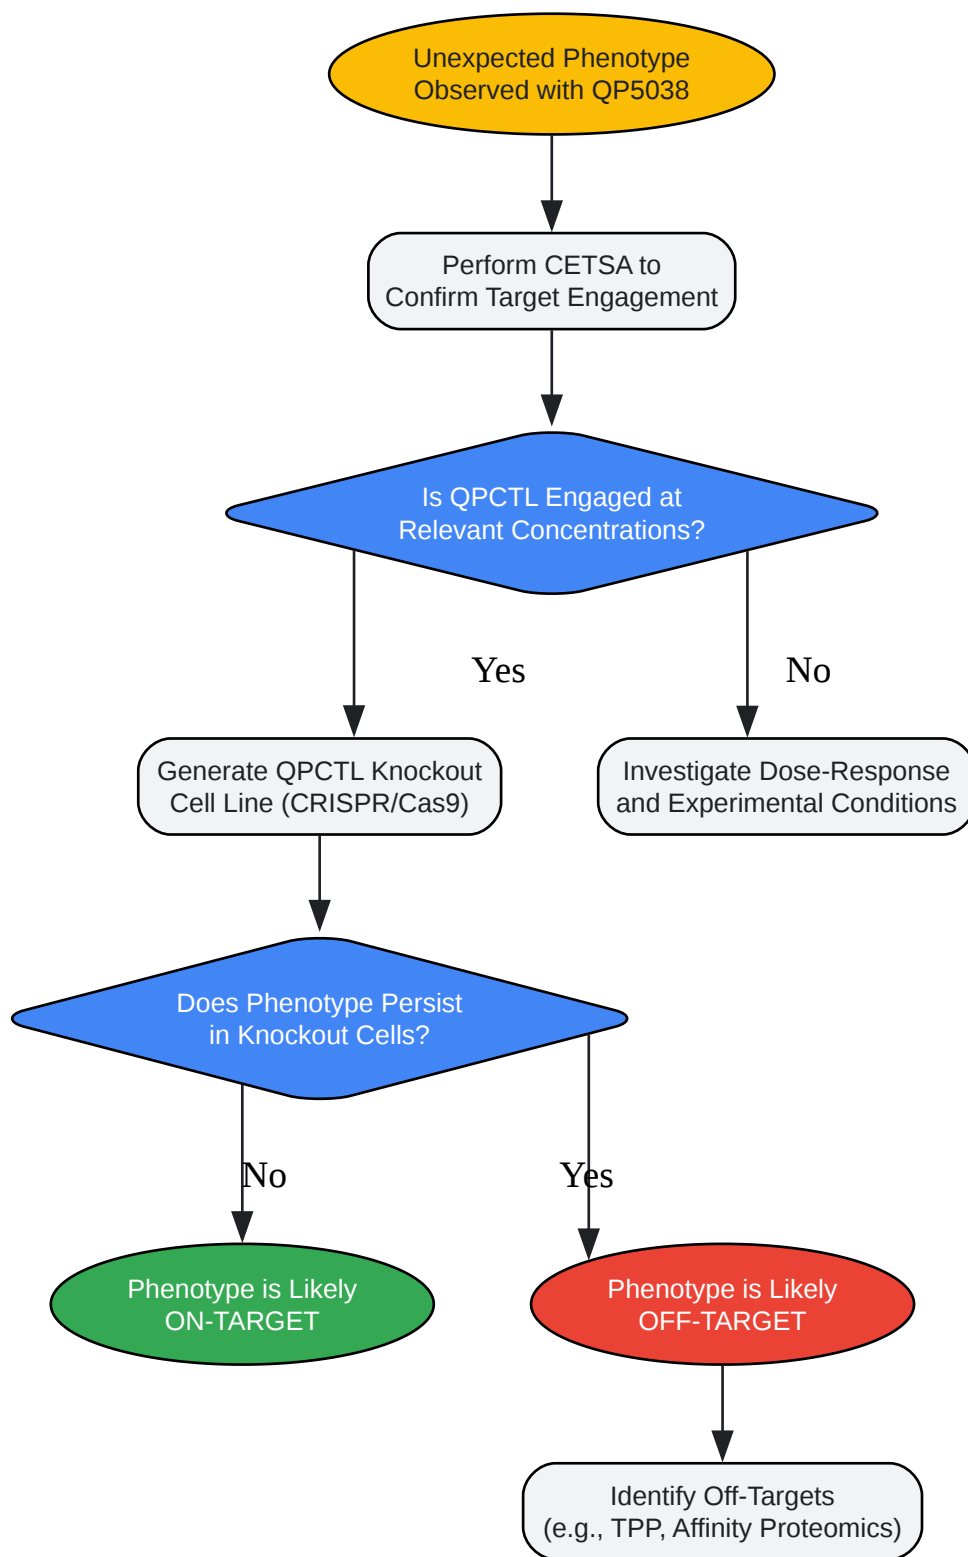 Unexpected Phenotype
Observed with QP5038
Perform CETSA to
Confirm Target Engagement
Is QPCTL Engaged at
Relevant Concentrations?
Yes
No
Generate QPCTL Knockout
Cell Line (CRISPR/Cas9)
Investigate Dose-Response
and Experimental Conditions
Does Phenotype Persist
in Knockout Cells?
No
Yes
Phenotype is Likely
ON-TARGET
Phenotype is Likely
OFF-TARGET
Identify Off-Targets
(e.g., TPP, Affinity Proteomics)